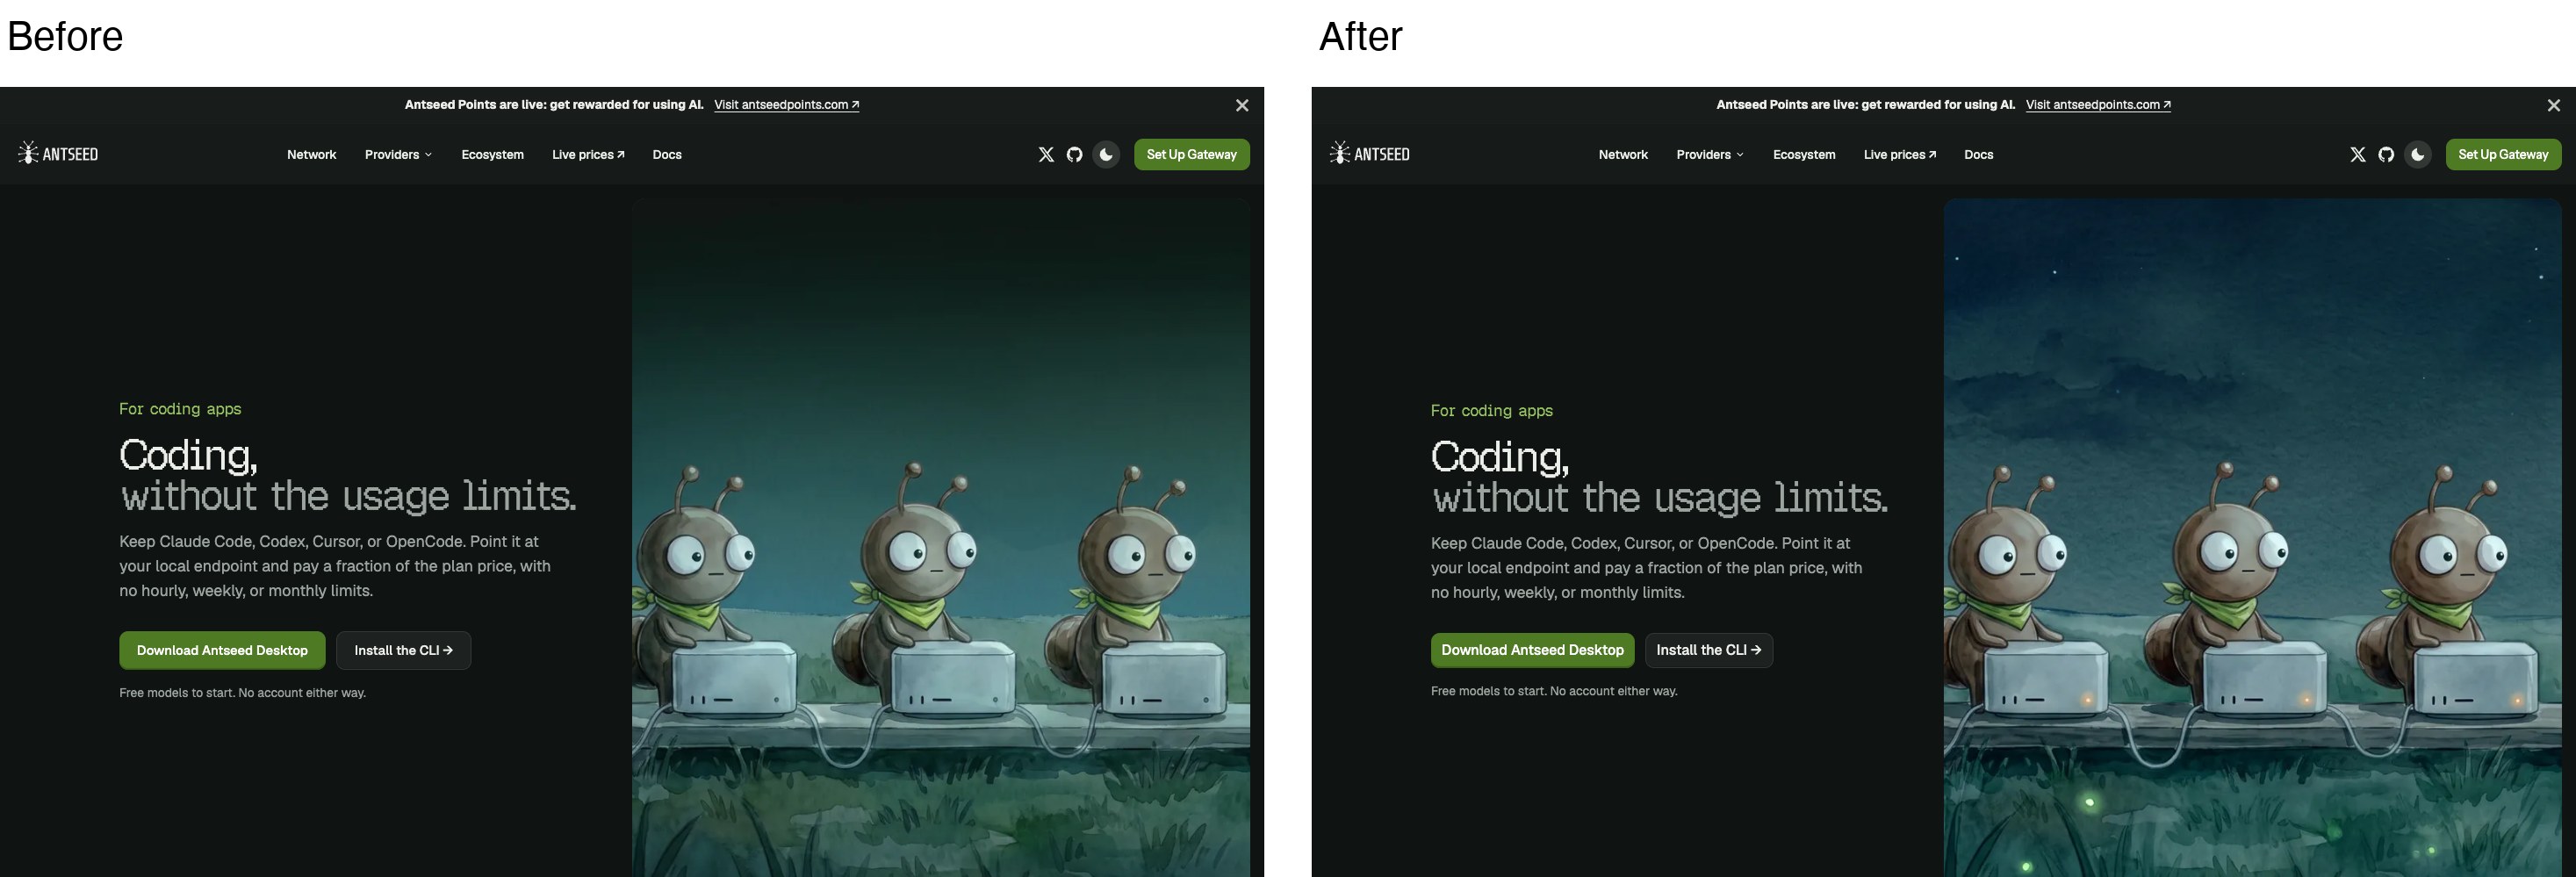 Before
Antseed Points are live: get rewarded for using AI. Visit antseedpoints.com ↗
ANTSEED Network Providers Ecosystem Live prices ↗ Docs Set Up Gateway
For coding apps
Coding,
without the usage limits.
Keep Claude Code, Codex, Cursor, or OpenCode. Point it at
your local endpoint and pay a fraction of the plan price, with
no hourly, weekly, or monthly limits.
Download Antseed Desktop Install the CLI →
Free models to start. No account either way.
After
Antseed Points are live: get rewarded for using AI. Visit antseedpoints.com ↗
ANTSEED Network Providers Ecosystem Live prices ↗ Docs Set Up Gateway
For coding apps
Coding,
without the usage limits.
Keep Claude Code, Codex, Cursor, or OpenCode. Point it at
your local endpoint and pay a fraction of the plan price, with
no hourly, weekly, or monthly limits.
Download Antseed Desktop Install the CLI →
Free models to start. No account either way.